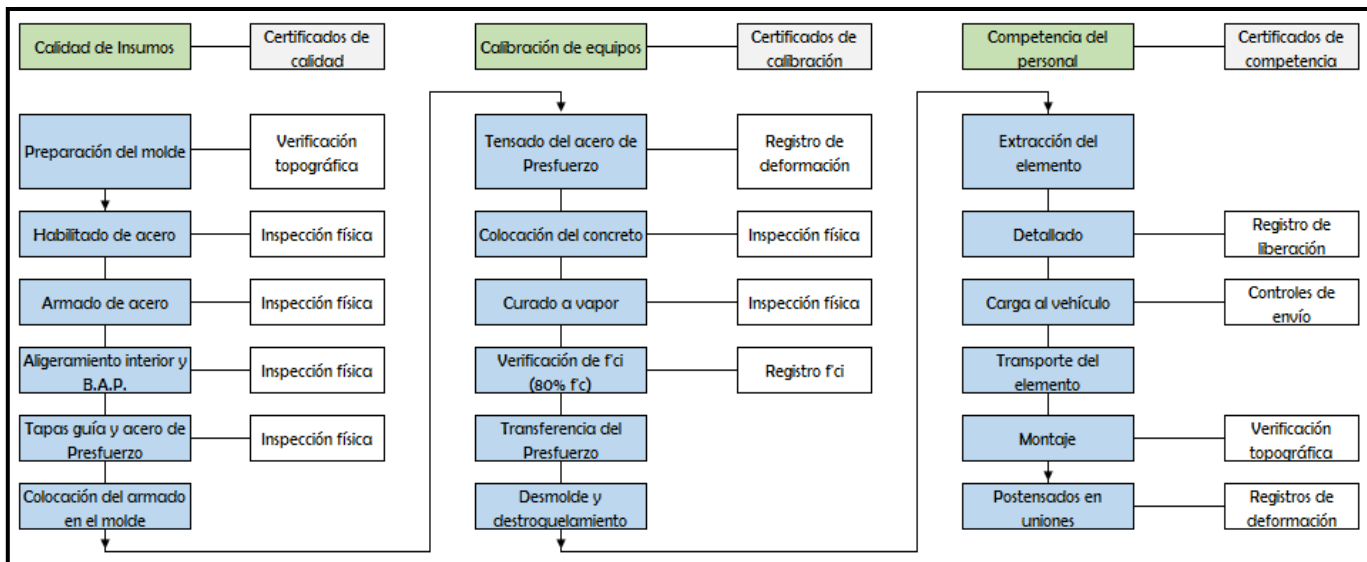 Calidad de Insumos
Certificados de
calidad
Calibración de equipos
Certificados de
calibración
Competencia del
personal
Certificados de
competencia
Preparación del molde
Verificación
topográfica
Habilitado de acero
Inspección física
Armado de acero
Inspección física
Aligeramiento interior y
B.A.P.
Inspección física
Tapas guía y acero de
Presfuerzo
Inspección física
Colocación del armado
en el molde
Tensado del acero de
Presfuerzo
Registro de
deformación
Colocación del concreto
Inspección física
Curado a vapor
Inspección física
Verificación de f'ci
(80% f'c)
Registro f'ci
Transferencia del
Presfuerzo
Desmolde y
destroquelamiento
Extracción del
elemento
Detallado
Registro de
liberación
Carga al vehículo
Controles de
envío
Transporte del
elemento
Montaje
Verificación
topográfica
Postensados en
uniones
Registros de
deformación